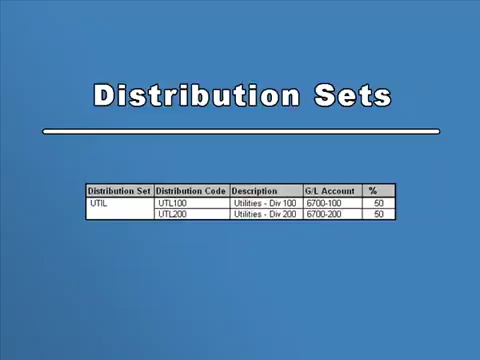 Distribution Sets
Distribution Set Distribution Code Description G/L Account %
UTIL UTL100 Utilities - Div 100 6700-100 50
UTL200 Utilities - Div 200 6700-200 50